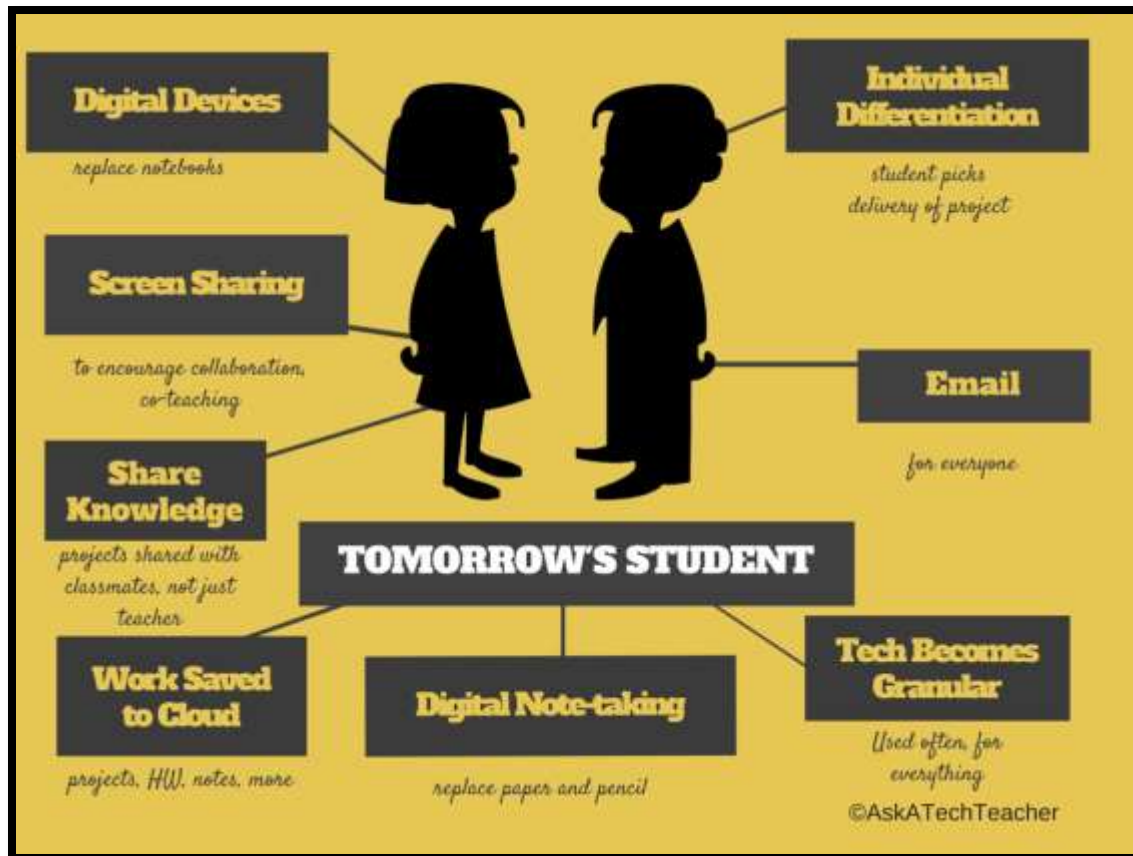 Digital Devices
replace notebooks
Screen Sharing
to encourage collaboration,
co-teaching
Share
Knowledge
projects shared with
classmates, not just
teacher
Individual
Differentiation
student picks
delivery of project
Email
for everyone
TOMORROW'S STUDENT
Work Saved
to Cloud
projects, HW, notes, more
Digital Note-taking
replace paper and pencil
Tech Becomes
Granular
Used often, for
everything
©AskATechTeacher